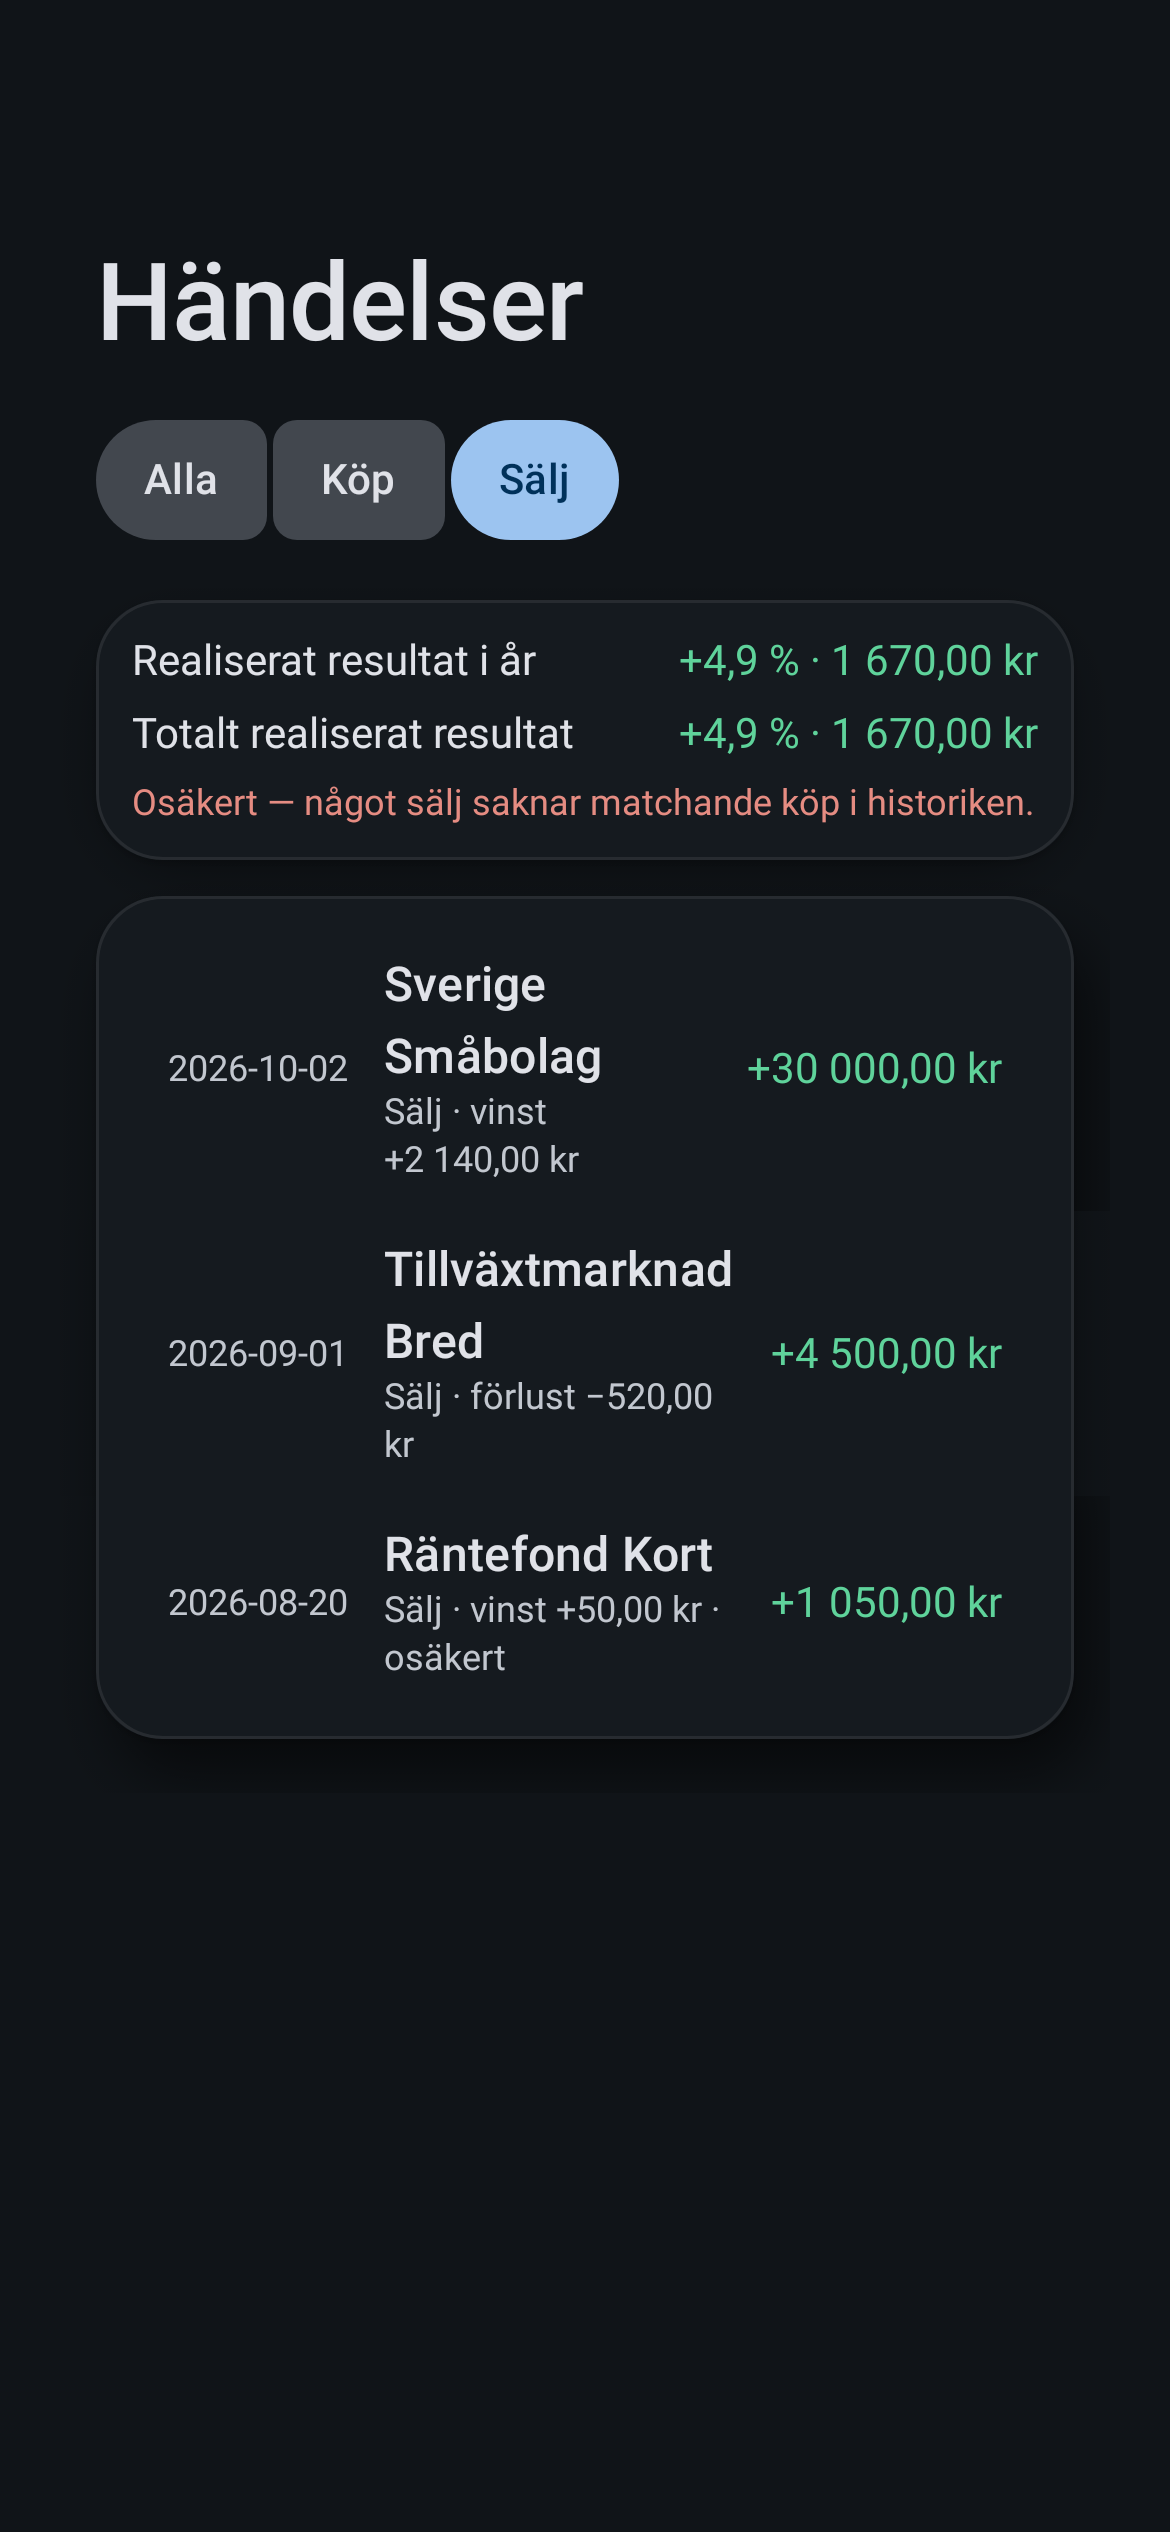 Händelser
Alla
Köp
Sälj
Realiserat resultat i år +4,9 % · 1 670,00 kr
Totalt realiserat resultat +4,9 % · 1 670,00 kr
Osäkert — något sälj saknar matchande köp i historiken.
2026-10-02
Sverige
Småbolag
Sälj · vinst
+2 140,00 kr
+30 000,00 kr
2026-09-01
Tillväxtmarknad
Bred
Sälj · förlust −520,00
kr
+4 500,00 kr
2026-08-20
Räntefond Kort
Sälj · vinst +50,00 kr ·
osäkert
+1 050,00 kr